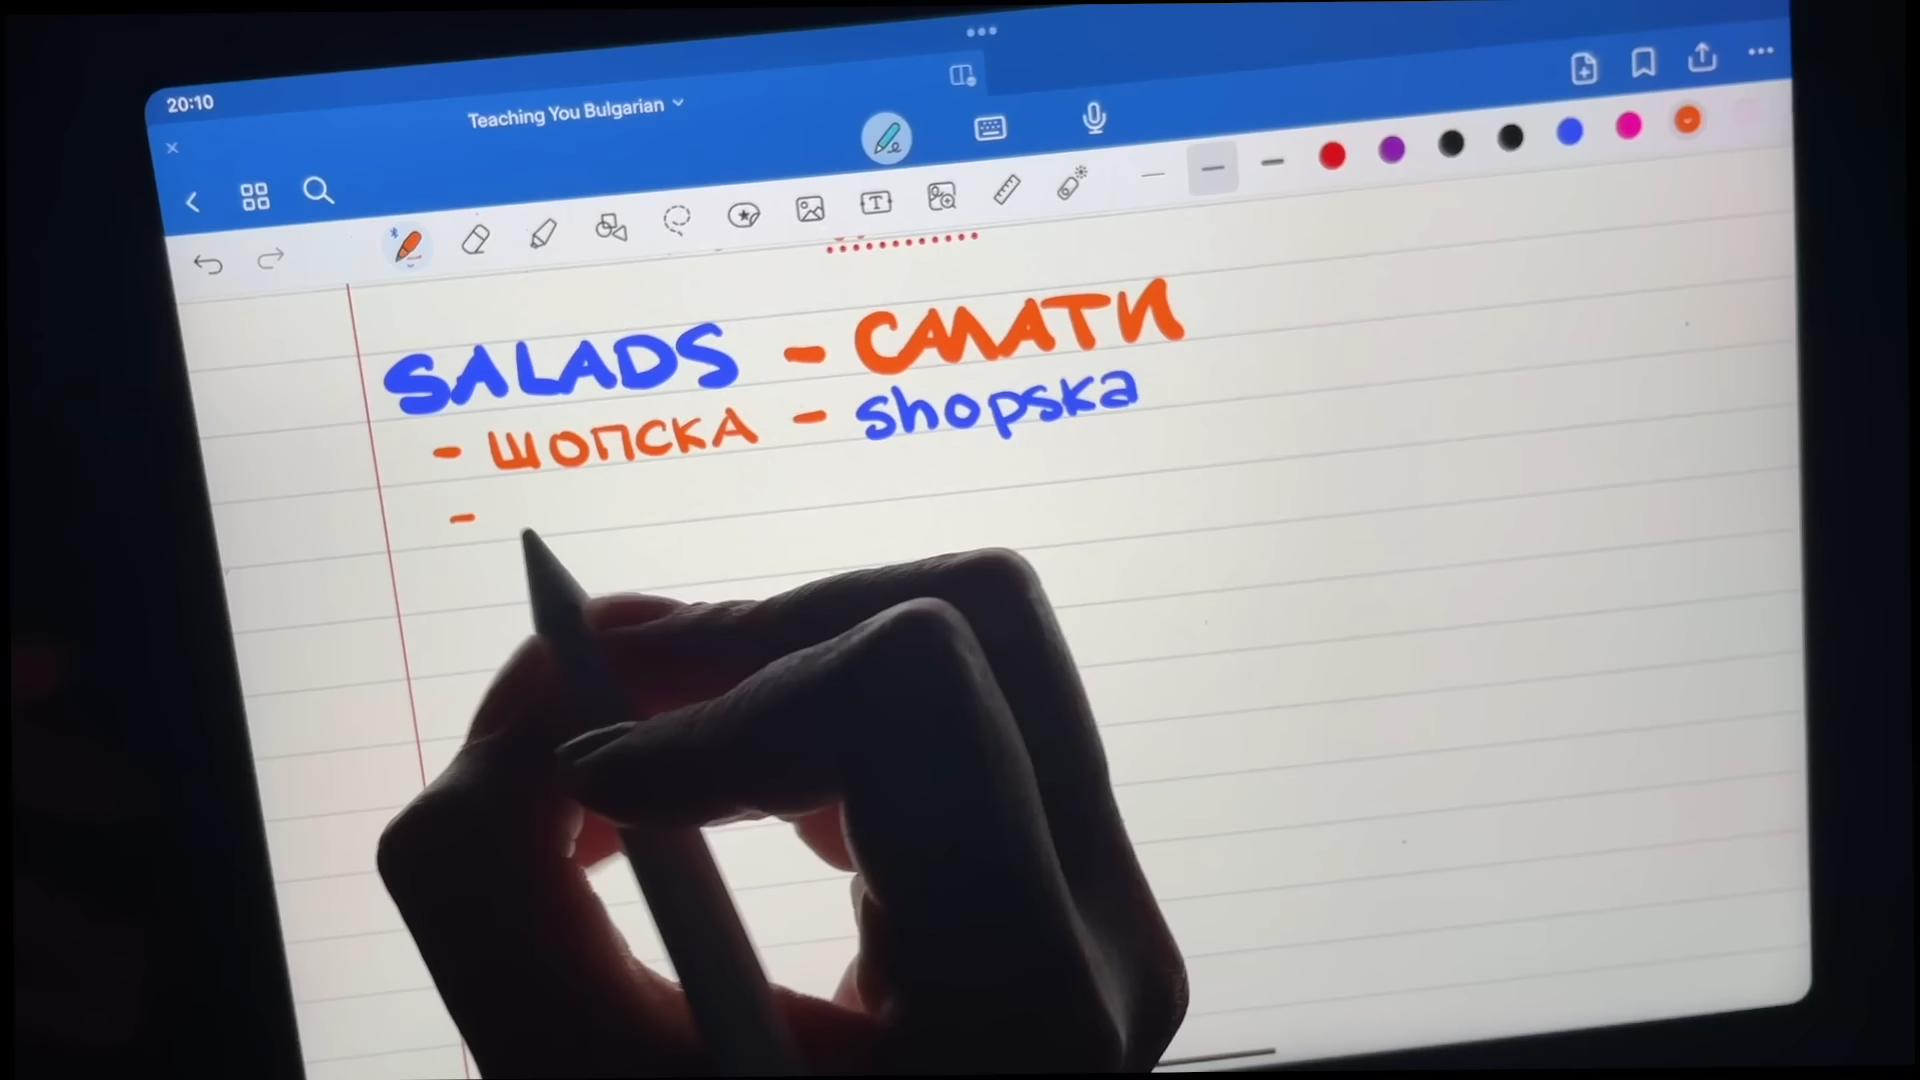 20:10
Teaching You Bulgarian
SALADS - САЛАТИ
- ШОПСКА - shopska
-